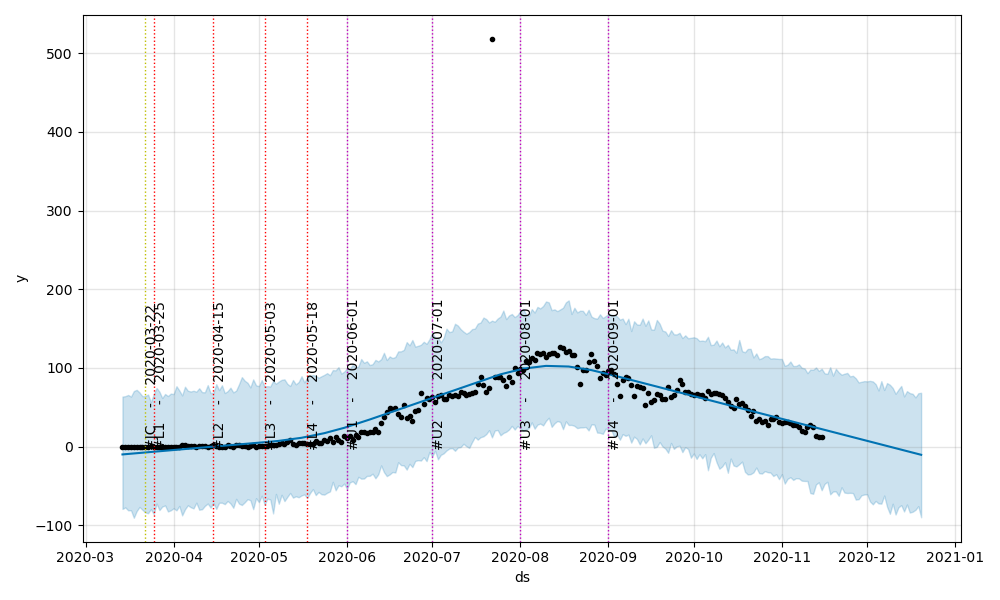 500
400
300
200
100
0
−100
y
#JC - 2020-03-22
#L1 - 2020-03-25
#L2 - 2020-04-15
#L3 - 2020-05-03
#L4 - 2020-05-18
#U1 - 2020-06-01
#U2 - 2020-07-01
#U3 - 2020-08-01
#U4 - 2020-09-01
2020-03 2020-04 2020-05 2020-06 2020-07 2020-08 2020-09 2020-10 2020-11 2020-12 2021-01
ds